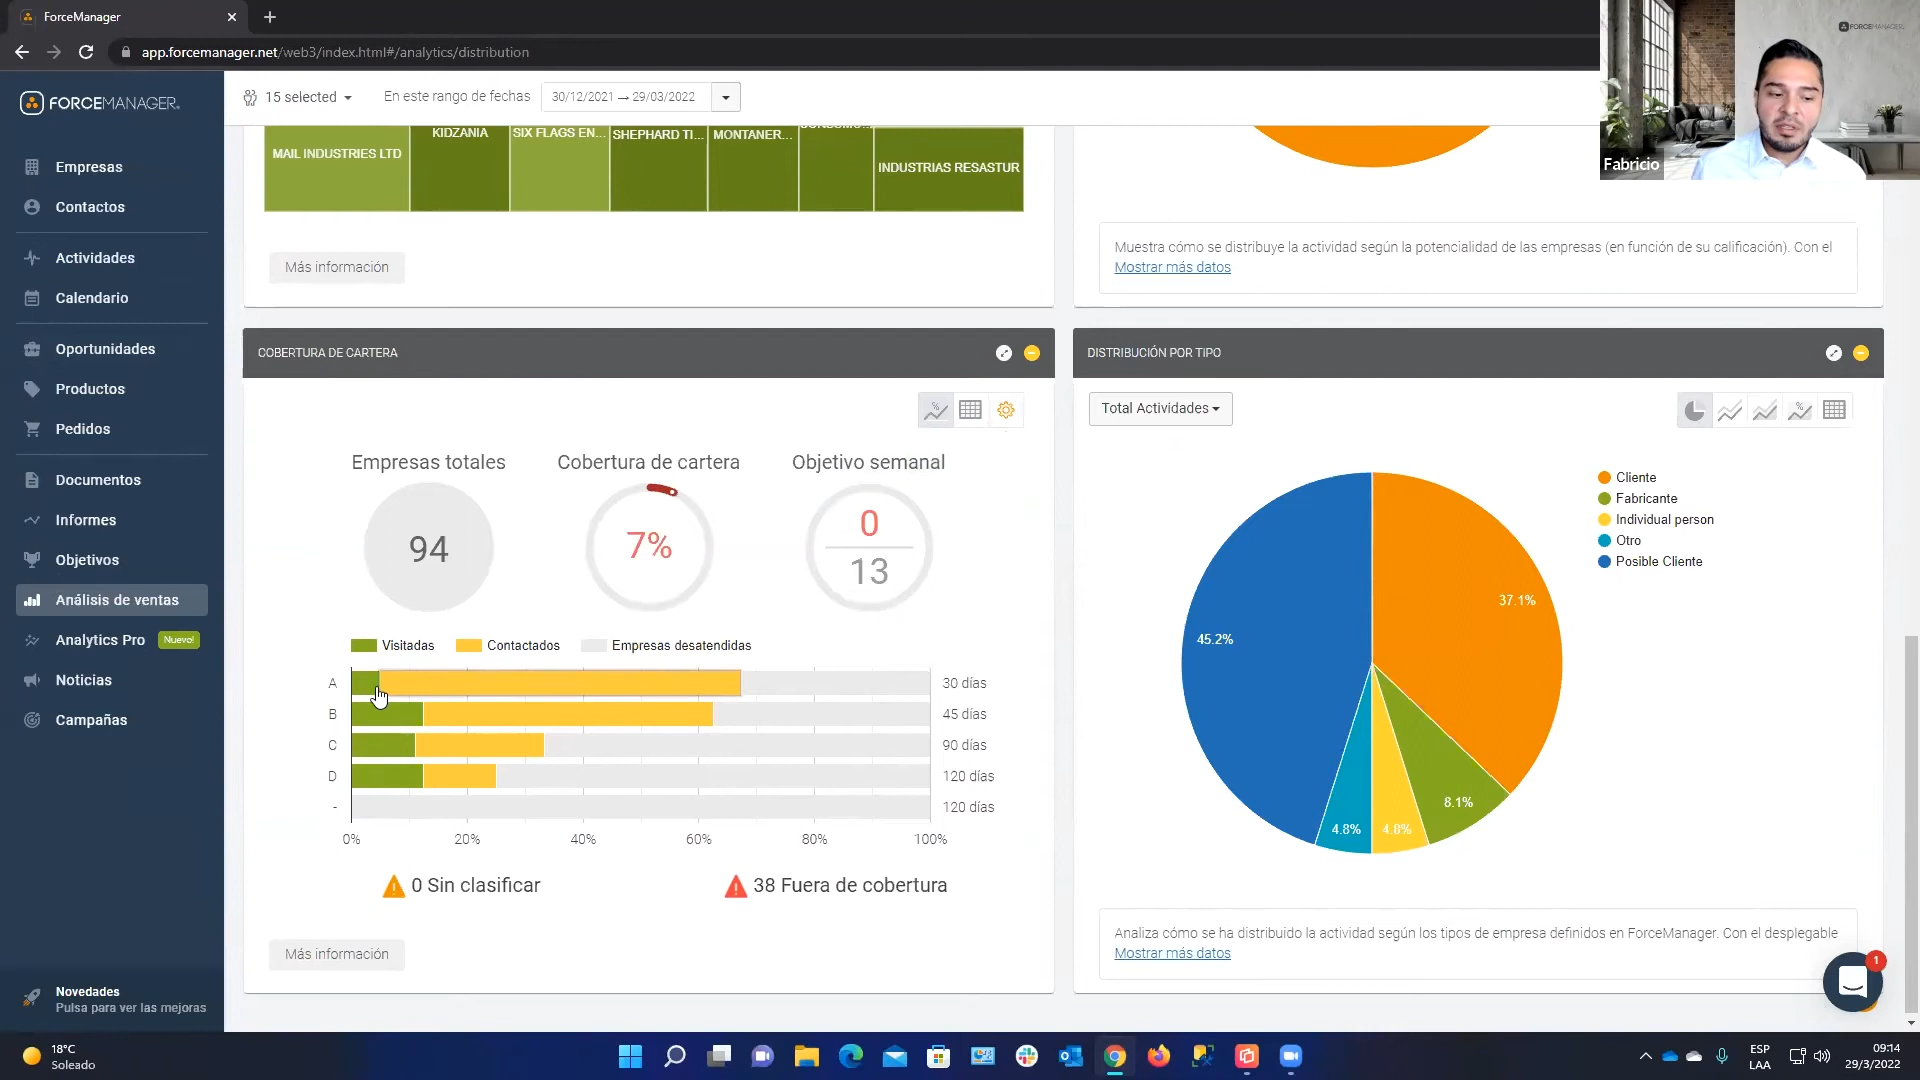 ForceManager
app.forcemanager.net/web3/index.html#/analytics/distribution
FORCEMANAGER
Fabricio
FORCEMANAGER
15 selected
En este rango de fechas
30/12/2021 → 29/03/2022
Empresas
Contactos
Actividades
Calendario
Oportunidades
Productos
Pedidos
Documentos
Informes
Objetivos
Análisis de ventas
Analytics Pro
Nuevo!
Noticias
Campañas
Novedades
Pulsa para ver las mejoras
MAIL INDUSTRIES LTD
KIDZANIA
SIX FLAGS EN...
SHEPHARD TI...
MONTANER...
INDUSTRIAS RESASTUR
Más información
Muestra cómo se distribuye la actividad según la potencialidad de las empresas (en función de su calificación). Con el
Mostrar más datos
COBERTURA DE CARTERA
Empresas totales
94
Cobertura de cartera
7%
Objetivo semanal
0
13
Visitadas
Contactados
Empresas desatendidas
A
30 días
B
45 días
C
90 días
D
120 días
-
120 días
0%
20%
40%
60%
80%
100%
0 Sin clasificar
38 Fuera de cobertura
Más información
DISTRIBUCIÓN POR TIPO
Total Actividades
Cliente
Fabricante
Individual person
Otro
Posible Cliente
37.1%
45.2%
8.1%
4.8%
4.8%
Analiza cómo se ha distribuido la actividad según los tipos de empresa definidos en ForceManager. Con el desplegable
Mostrar más datos
1
18°C
Soleado
ESP
LAA
09:14
29/3/2022